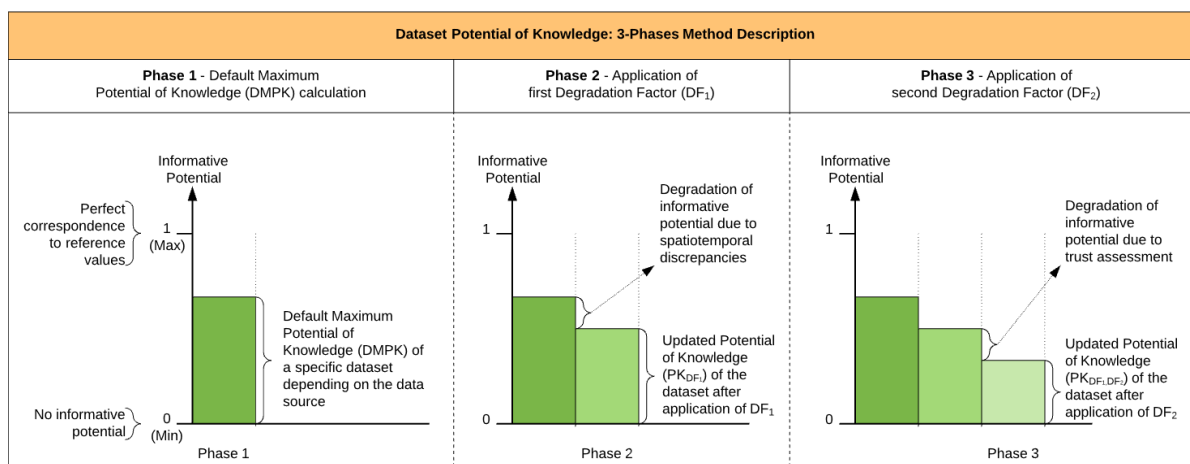 Dataset Potential of Knowledge: 3-Phases Method Description
Phase 1 - Default Maximum
Potential of Knowledge (DMPK) calculation
Phase 2 - Application of
first Degradation Factor (DF₁)
Phase 3 - Application of
second Degradation Factor (DF₂)
Informative
Potential
Perfect
correspondence
to reference
values
1
(Max)
Default Maximum
Potential of
Knowledge (DMPK) of
a specific dataset
depending on the data
source
No informative
potential
0
(Min)
Phase 1
Informative
Potential
1
Degradation of
informative
potential due to
spatiotemporal
discrepancies
Updated Potential
of Knowledge
(PK_DF₁) of the
dataset after
application of DF₁
0
Phase 2
Informative
Potential
1
Degradation of
informative
potential due to
trust assessment
Updated Potential
of Knowledge
(PK_DF₁,DF₂) of the
dataset after
application of DF₂
0
Phase 3